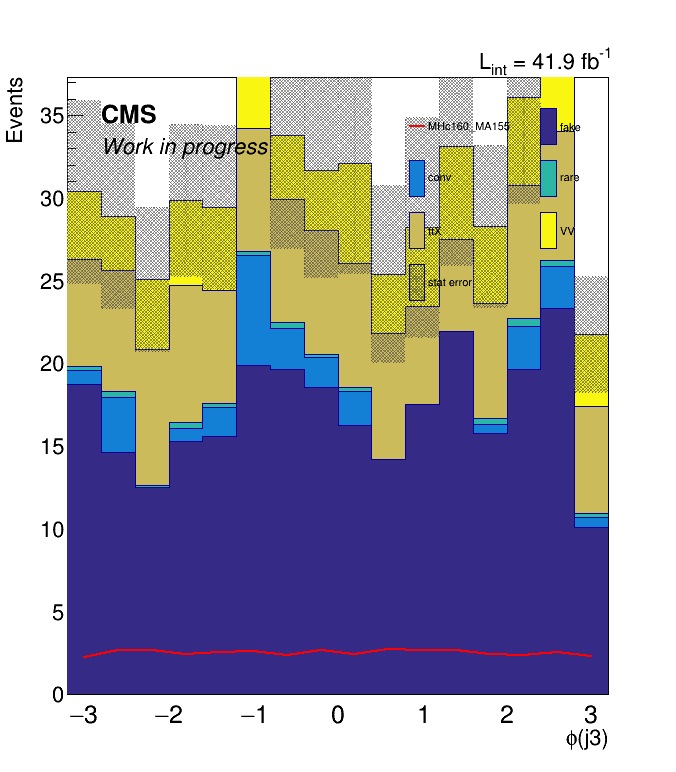 L_int = 41.9 fb^-1
Events
CMS
Work in progress
MHc160_MA155
fake
conv
rare
ttX
VV
stat error
35
30
25
20
15
10
5
0
−3 −2 −1 0 1 2 3
ϕ(j3)